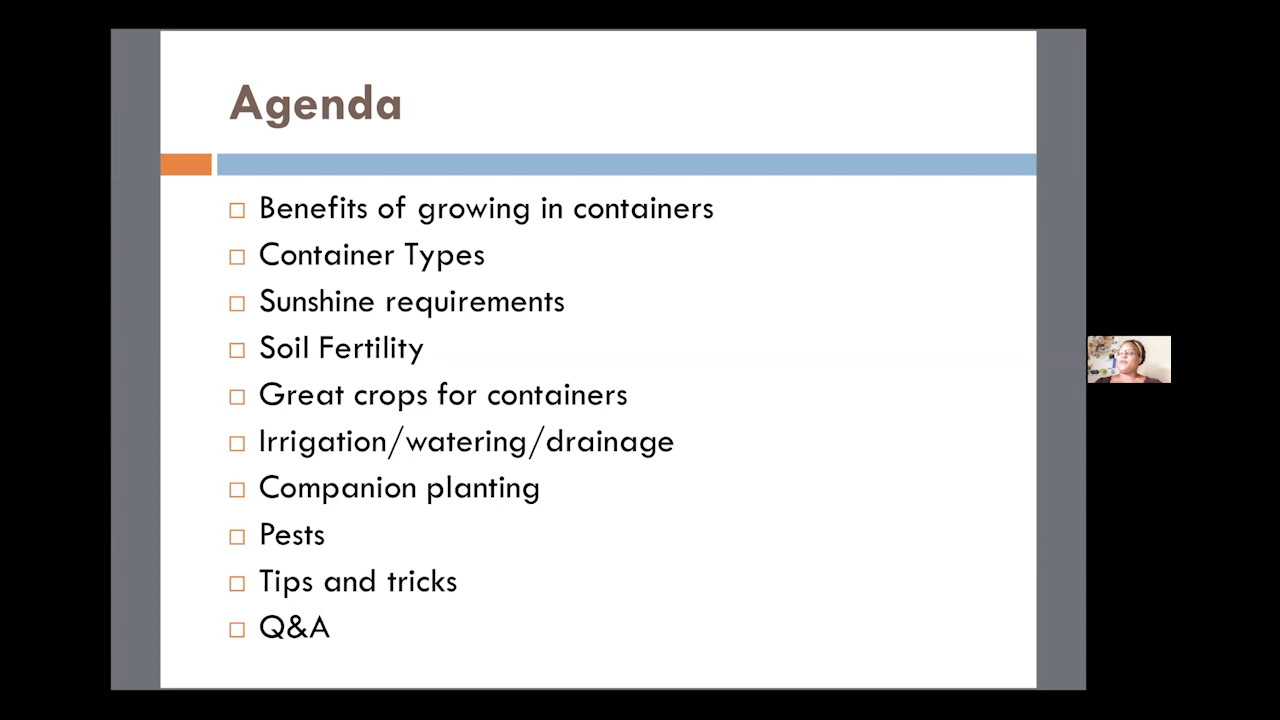 Agenda
Benefits of growing in containers
Container Types
Sunshine requirements
Soil Fertility
Great crops for containers
Irrigation/watering/drainage
Companion planting
Pests
Tips and tricks
Q&A